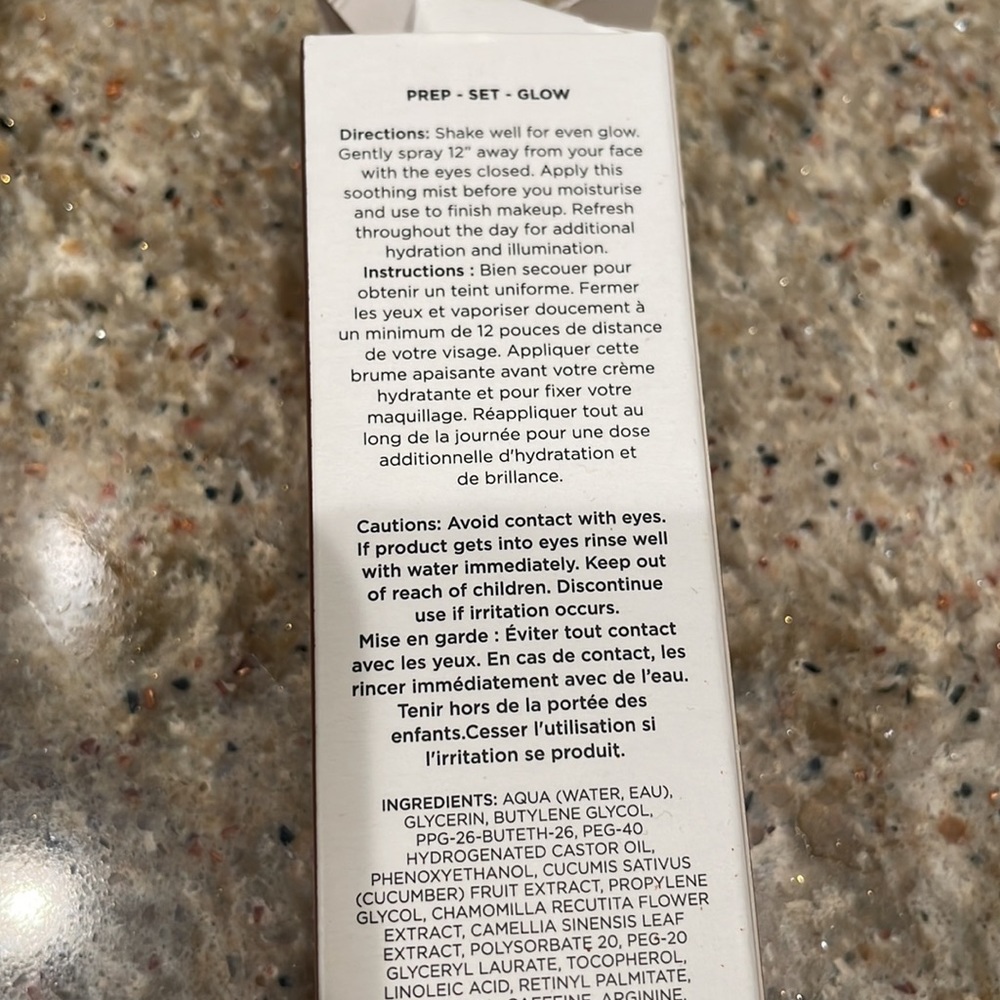 PREP - SET - GLOW
Directions: Shake well for even glow.
Gently spray 12" away from your face
with the eyes closed. Apply this
soothing mist before you moisturise
and use to finish makeup. Refresh
throughout the day for additional
hydration and illumination.
Instructions : Bien secouer pour
obtenir un teint uniforme. Fermer
les yeux et vaporiser doucement à
un minimum de 12 pouces de distance
de votre visage. Appliquer cette
brume apaisante avant votre crème
hydratante et pour fixer votre
maquillage. Réappliquer tout au
long de la journée pour une dose
additionnelle d'hydratation et
de brillance.
Cautions: Avoid contact with eyes.
If product gets into eyes rinse well
with water immediately. Keep out
of reach of children. Discontinue
use if irritation occurs.
Mise en garde : Éviter tout contact
avec les yeux. En cas de contact, les
rincer immédiatement avec de l'eau.
Tenir hors de la portée des
enfants.Cesser l'utilisation si
l'irritation se produit.
INGREDIENTS: AQUA (WATER, EAU),
GLYCERIN, BUTYLENE GLYCOL,
PPG-26-BUTETH-26, PEG-40
HYDROGENATED CASTOR OIL,
PHENOXYETHANOL, CUCUMIS SATIVUS
(CUCUMBER) FRUIT EXTRACT, PROPYLENE
GLYCOL, CHAMOMILLA RECUTITA FLOWER
EXTRACT, CAMELLIA SINENSIS LEAF
EXTRACT, POLYSORBATE 20, PEG-20
GLYCERYL LAURATE, TOCOPHEROL,
LINOLEIC ACID, RETINYL PALMITATE,
CAFFEINE, ARGININE,